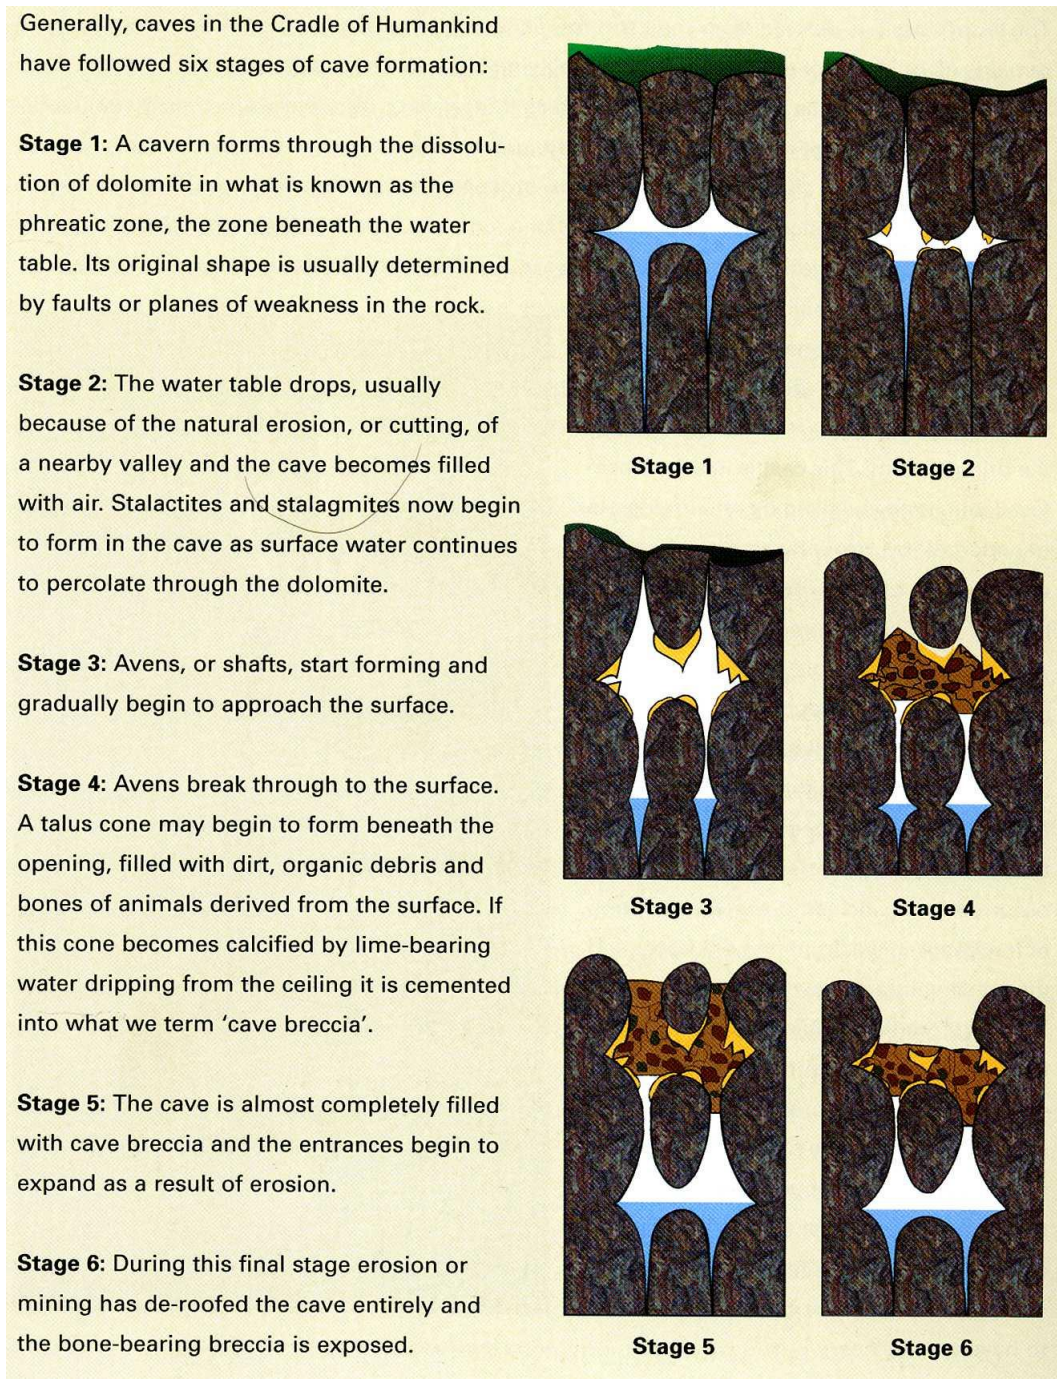 Generally, caves in the Cradle of Humankind
have followed six stages of cave formation:
Stage 1: A cavern forms through the dissolu-
tion of dolomite in what is known as the
phreatic zone, the zone beneath the water
table. Its original shape is usually determined
by faults or planes of weakness in the rock.
Stage 2: The water table drops, usually
because of the natural erosion, or cutting, of
a nearby valley and the cave becomes filled
with air. Stalactites and stalagmites now begin
to form in the cave as surface water continues
to percolate through the dolomite.
Stage 3: Avens, or shafts, start forming and
gradually begin to approach the surface.
Stage 4: Avens break through to the surface.
A talus cone may begin to form beneath the
opening, filled with dirt, organic debris and
bones of animals derived from the surface. If
this cone becomes calcified by lime-bearing
water dripping from the ceiling it is cemented
into what we term ‘cave breccia’.
Stage 5: The cave is almost completely filled
with cave breccia and the entrances begin to
expand as a result of erosion.
Stage 6: During this final stage erosion or
mining has de-roofed the cave entirely and
the bone-bearing breccia is exposed.
Stage 1
Stage 2
Stage 3
Stage 4
Stage 5
Stage 6